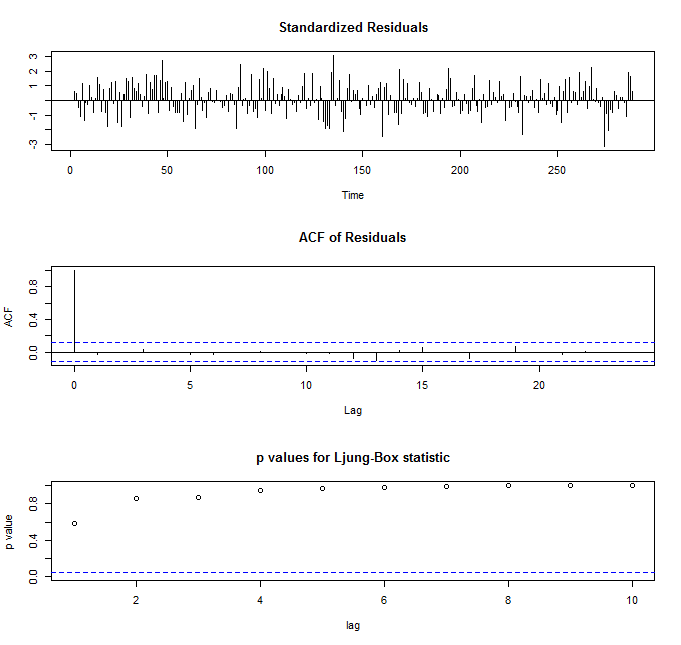 Standardized Residuals
3
2
1
-1
-3
0 50 100 150 200 250
Time
ACF of Residuals
ACF
0.8
0.4
0.0
0 5 10 15 20
Lag
p values for Ljung-Box statistic
p value
0.8
0.4
0.0
2 4 6 8 10
lag